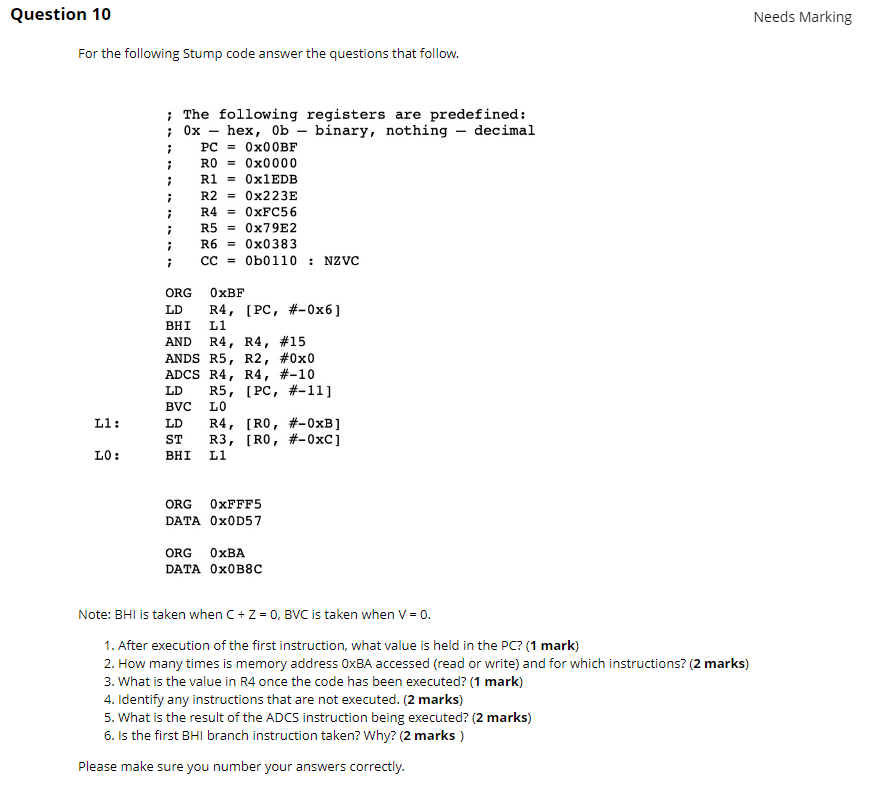 Question 10
Needs Marking
For the following Stump code answer the questions that follow.
; The following registers are predefined:
; 0x – hex, 0b – binary, nothing – decimal
; PC = 0x00BF
; R0 = 0x0000
; R1 = 0x1EDB
; R2 = 0x223E
; R4 = 0xFC56
; R5 = 0x79E2
; R6 = 0x0383
; CC = 0b0110 : NZVC
ORG 0xBF
LD R4, [PC, #-0x6]
BHI L1
AND R4, R4, #15
ANDS R5, R2, #0x0
ADCS R4, R4, #-10
LD R5, [PC, #-11]
BVC L0
L1: LD R4, [R0, #-0xB]
ST R3, [R0, #-0xC]
L0: BHI L1
ORG 0xFFF5
DATA 0x0D57
ORG 0xBA
DATA 0x0B8C
Note: BHI is taken when C + Z = 0, BVC is taken when V = 0.
1. After execution of the first instruction, what value is held in the PC? (1 mark)
2. How many times is memory address 0xBA accessed (read or write) and for which instructions? (2 marks)
3. What is the value in R4 once the code has been executed? (1 mark)
4. Identify any instructions that are not executed. (2 marks)
5. What is the result of the ADCS instruction being executed? (2 marks)
6. Is the first BHI branch instruction taken? Why? (2 marks )
Please make sure you number your answers correctly.